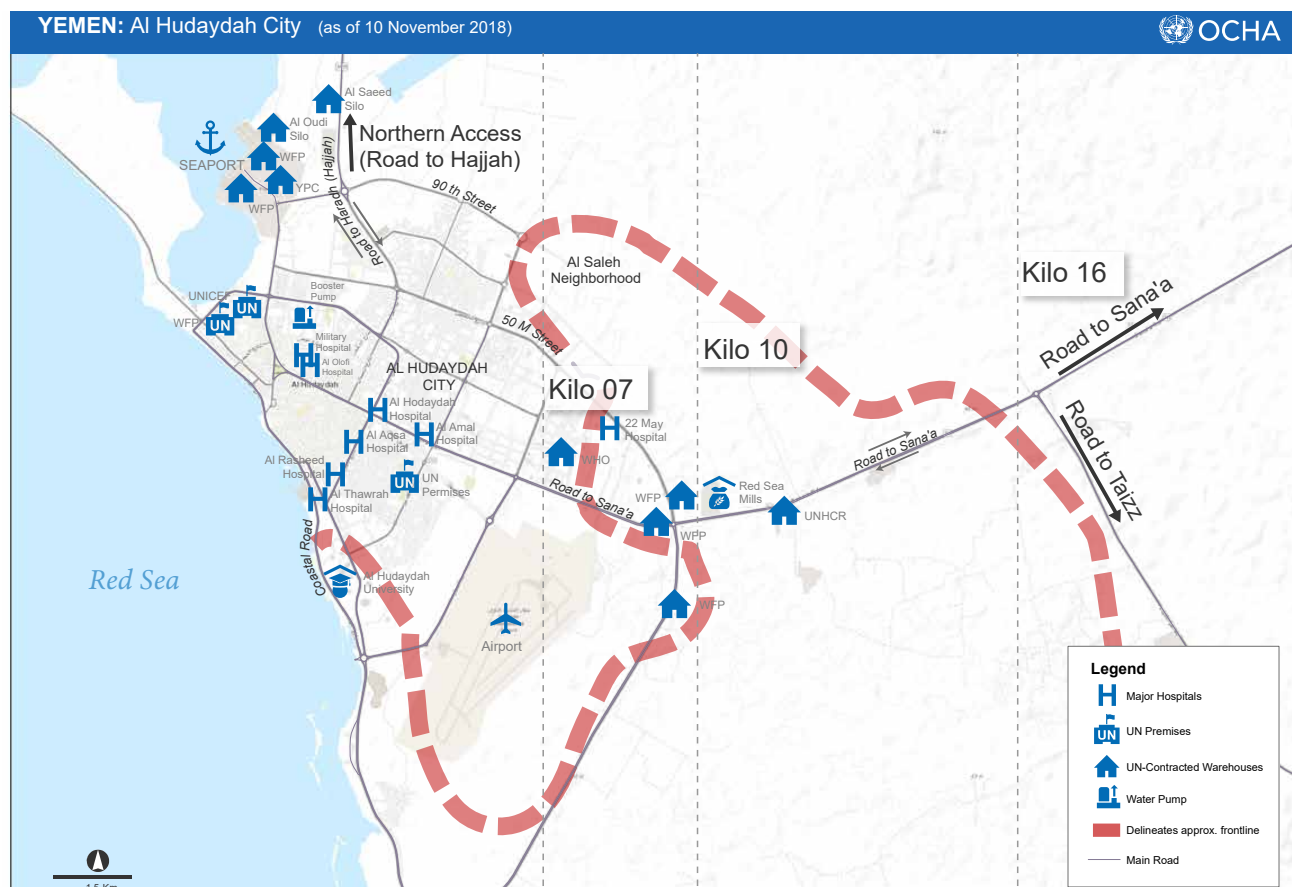 YEMEN: Al Hudaydah City (as of 10 November 2018)
OCHA
Al Saeed
Silo
Al Oudi
Silo
Northern Access
(Road to Hajjah)
SEAPORT
WFP
YPC
WFP
Road to Haradh (Hajjah)
90 th Street
Al Saleh
Neighborhood
Kilo 16
Road to Sana'a
UNICEF
UN
WFP
UN
Booster
Pump
Military
Hospital
Al Olofi
Hospital
Al Hudaydah
50 M Street
Kilo 10
AL HUDAYDAH
CITY
Kilo 07
Road to Taizz
Al Hodaydah
Hospital
Al Amal
Hospital
22 May
Hospital
Al Aqsa
Hospital
WHO
Road to Sana'a
Al Rasheed
Hospital
UN
UN
Permises
Al Thawrah
Hospital
Road to Sana'a
WFP
Red Sea
Mills
UNHCR
WFP
Coastal Road
Red Sea
Al Hudaydah
University
WFP
Airport
Legend
Major Hospitals
UN
UN Premises
UN-Contracted Warehouses
Water Pump
Delineates approx. frontline
Main Road
1.5 Km